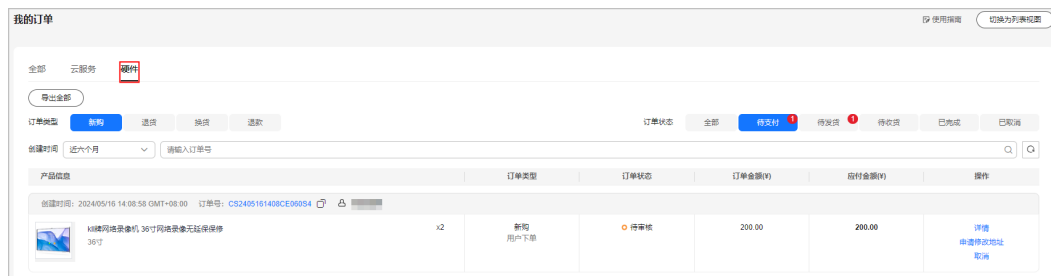 我的订单 使用指南 切换为列表视图
全部 云服务 硬件
导出全部
订单类型 新购 退货 换货 退款 订单状态 全部 待支付 1 待发货 1 待收货 已完成 已取消
创建时间 近六个月 请输入订单号
产品信息 订单类型 订单状态 订单金额(¥) 应付金额(¥) 操作
创建时间：2024/05/16 14:08:58 GMT+08:00 订单号：CS2405161408CE060S4
kll牌网络录像机 36寸网络录像无延保保修 x2 新购 待审核 200.00 200.00 详情
36寸 用户下单 申请修改地址
取消